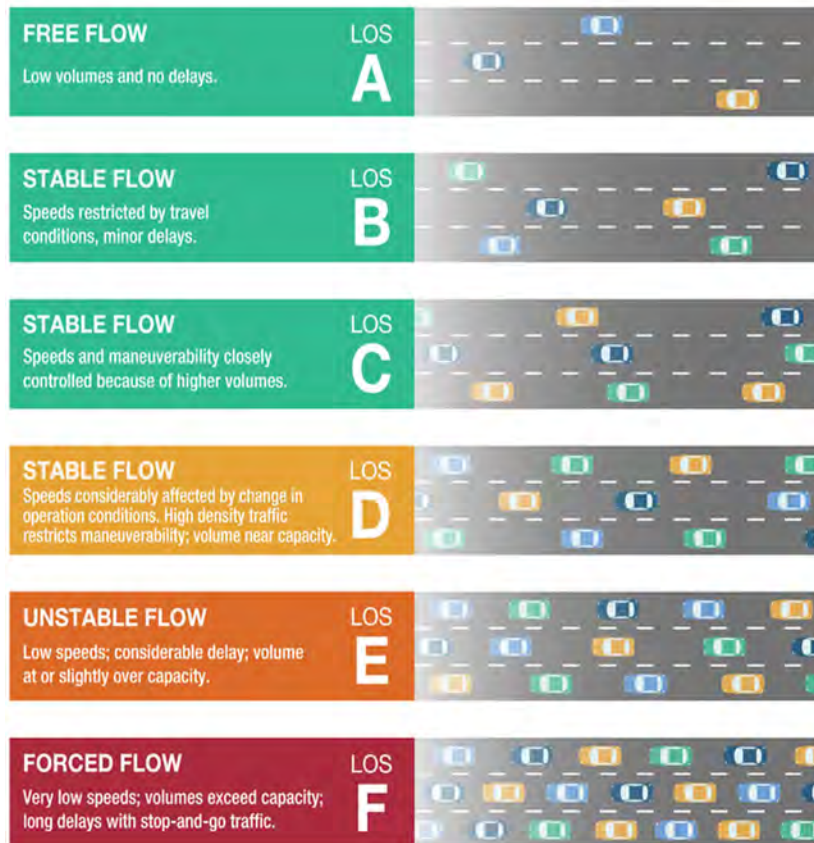 FREE FLOW
LOS
A
Low volumes and no delays.
STABLE FLOW
LOS
B
Speeds restricted by travel
conditions, minor delays.
STABLE FLOW
LOS
C
Speeds and maneuverability closely
controlled because of higher volumes.
STABLE FLOW
LOS
D
Speeds considerably affected by change in
operation conditions. High density traffic
restricts maneuverability; volume near capacity.
UNSTABLE FLOW
LOS
E
Low speeds; considerable delay; volume
at or slightly over capacity.
FORCED FLOW
LOS
F
Very low speeds; volumes exceed capacity;
long delays with stop-and-go traffic.